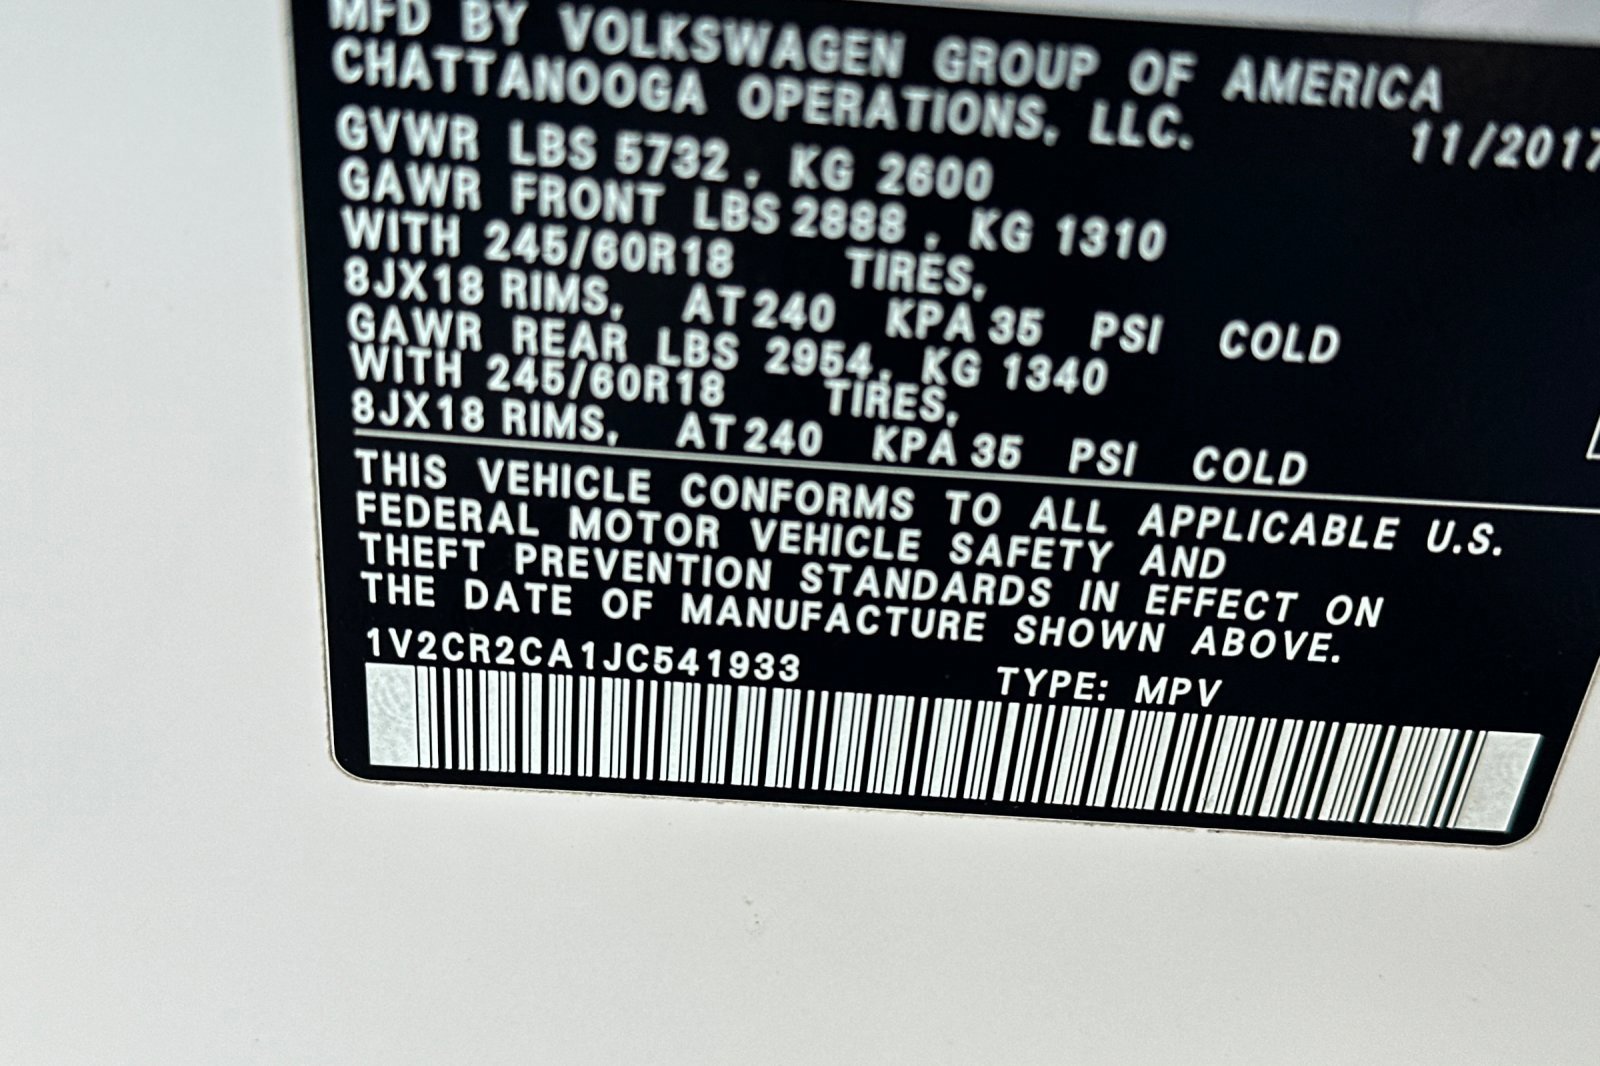 MFD BY VOLKSWAGEN GROUP OF AMERICA
CHATTANOOGA OPERATIONS, LLC.
11/2017
GVWR LBS 5732 , KG 2600
GAWR FRONT LBS 2888 , KG 1310
WITH 245/60R18 TIRES,
8JX18 RIMS, AT 240 KPA 35 PSI COLD
GAWR REAR LBS 2954, KG 1340
WITH 245/60R18 TIRES,
8JX18 RIMS, AT 240 KPA 35 PSI COLD
THIS VEHICLE CONFORMS TO ALL APPLICABLE U.S.
FEDERAL MOTOR VEHICLE SAFETY AND
THEFT PREVENTION STANDARDS IN EFFECT ON
THE DATE OF MANUFACTURE SHOWN ABOVE.
1V2CR2CA1JC541933 TYPE: MPV